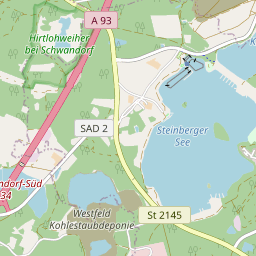 A 93
Hirtlohweiher
bei Schwandorf
SAD 2
Steinberger
See
ndorf-Süd
34
Westfeld
Kohlestaubdeponie
St 2145